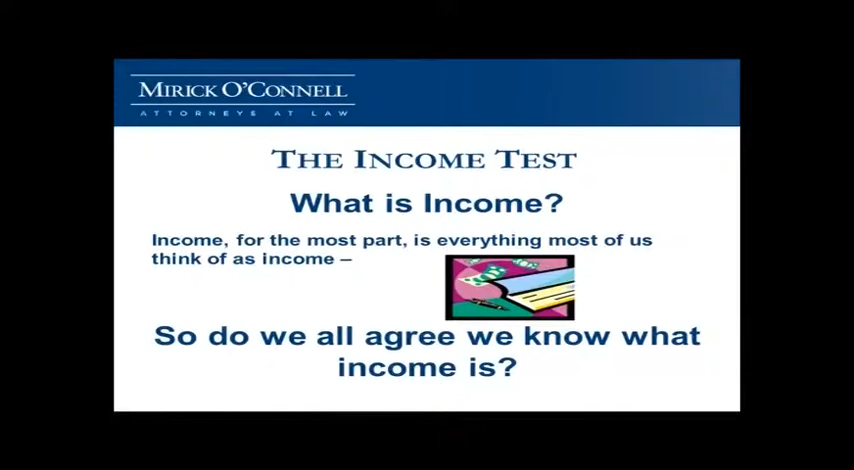 MIRICK O'CONNELL
ATTORNEYS AT LAW
THE INCOME TEST
What is Income?
Income, for the most part, is everything most of us
think of as income –
So do we all agree we know what
income is?